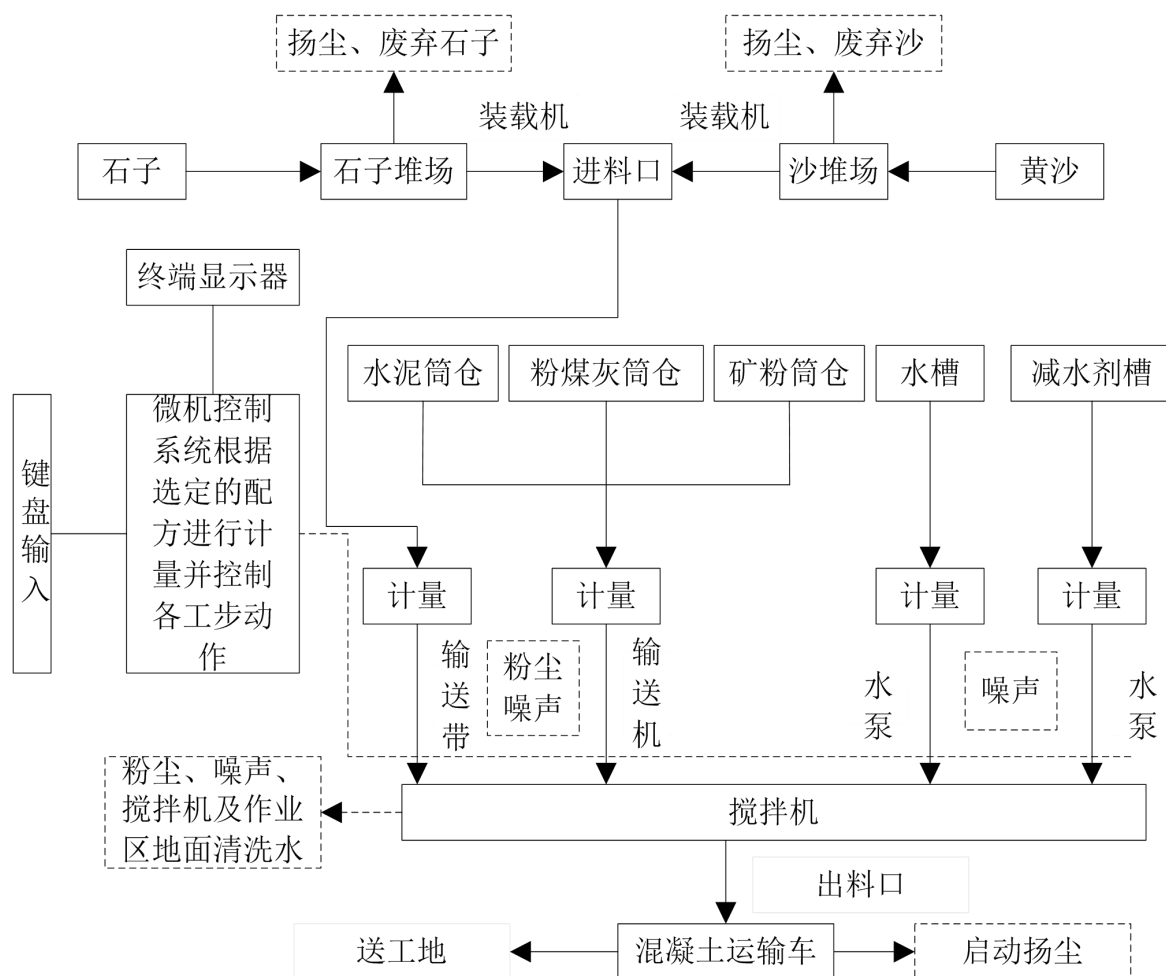 扬尘、废弃石子
扬尘、废弃沙
装载机
装载机
石子
石子堆场
进料口
沙堆场
黄沙
终端显示器
水泥筒仓
粉煤灰筒仓
矿粉筒仓
水槽
减水剂槽
键盘输入
微机控制
系统根据
选定的配
方进行计
量并控制
各工步动
作
计量
计量
计量
计量
输送带
粉尘
噪声
输送机
水泵
噪声
水泵
粉尘、噪声、
搅拌机及作业
区地面清洗水
搅拌机
出料口
送工地
混凝土运输车
启动扬尘